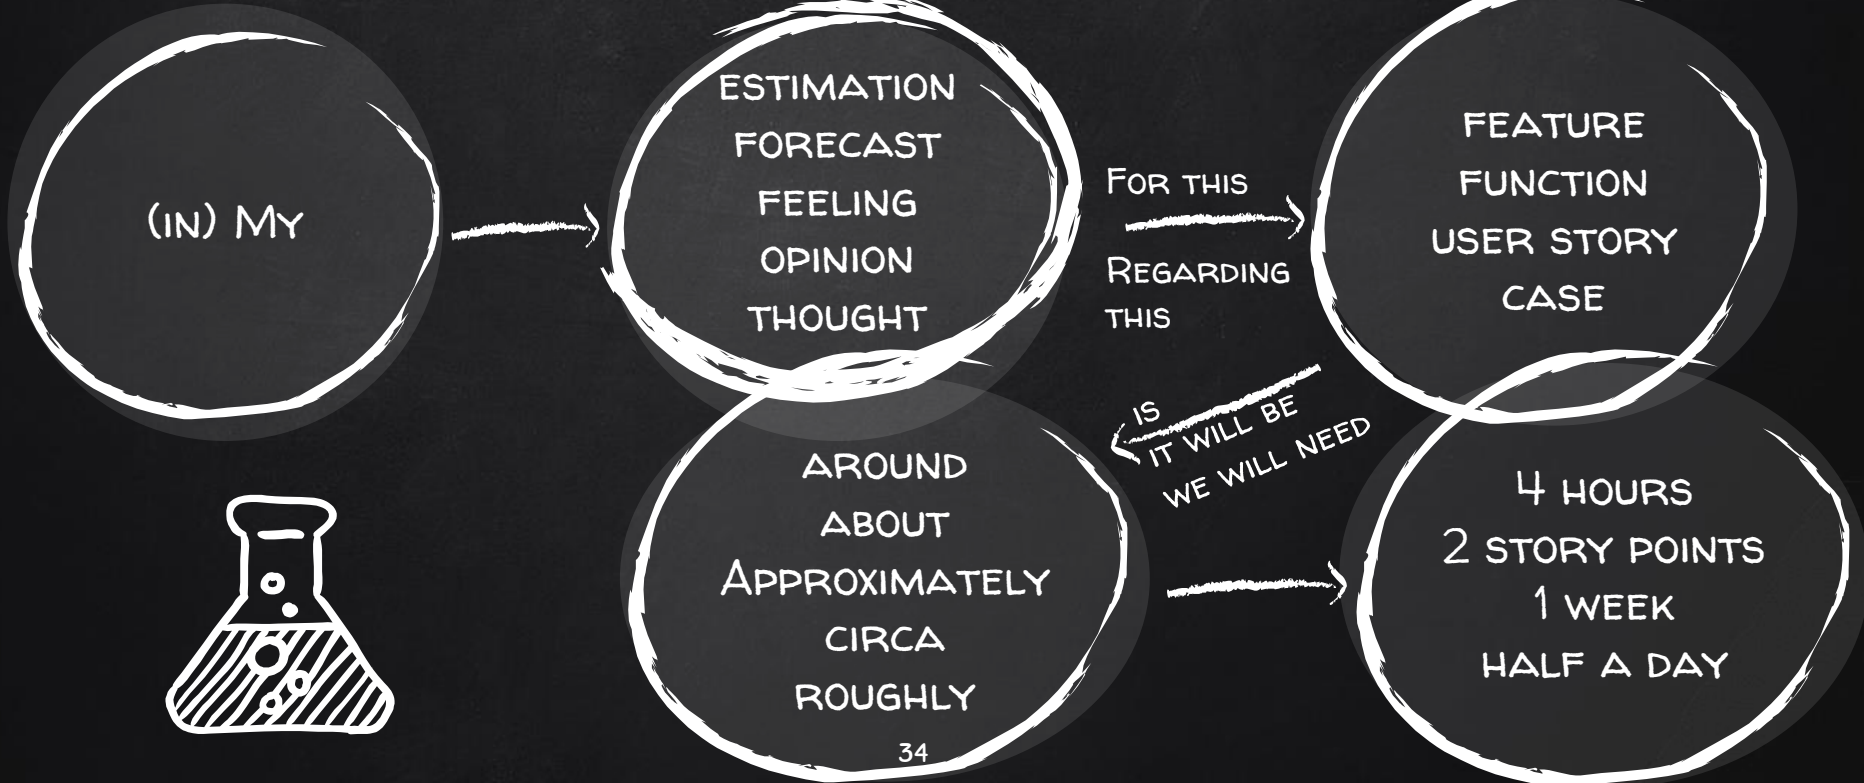 (in) My
ESTIMATION
FORECAST
FEELING
OPINION
THOUGHT
For this
Regarding
this
FEATURE
FUNCTION
USER STORY
CASE
is
it will be
we will need
AROUND
ABOUT
Approximately
CIRCA
ROUGHLY
4 HOURS
2 STORY POINTS
1 WEEK
HALF A DAY
34